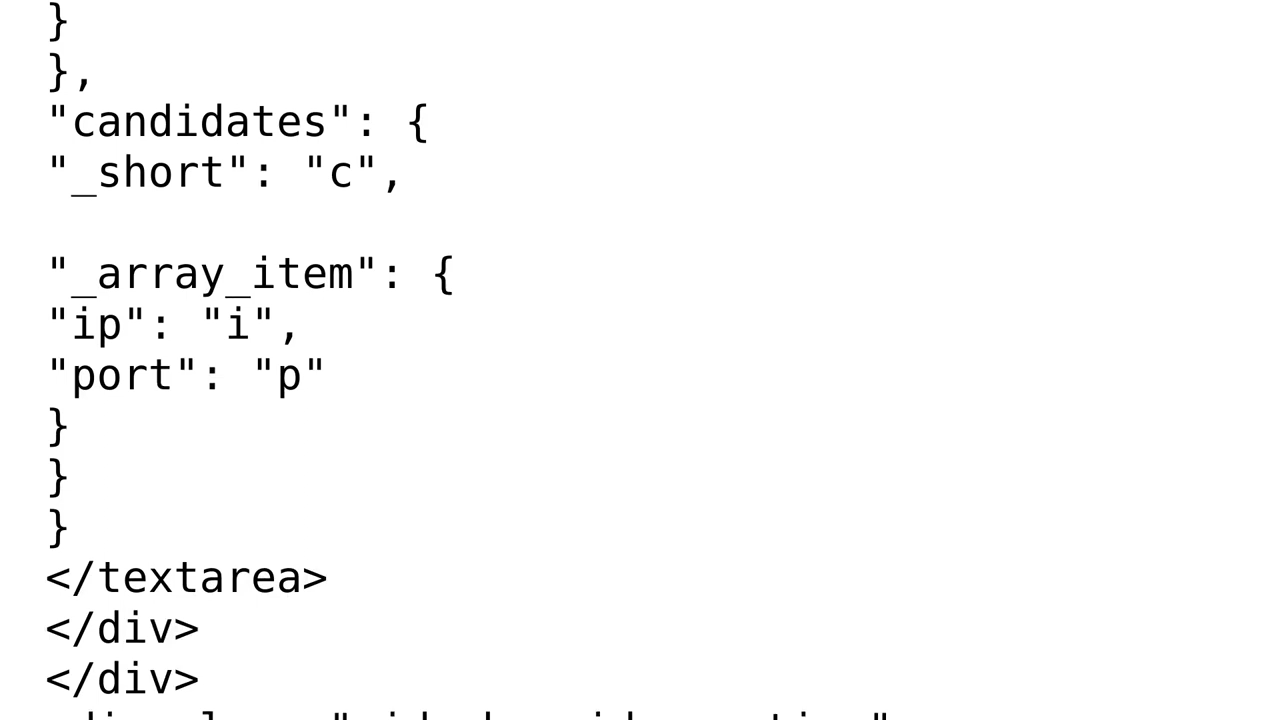 }
},
"candidates": {
"_short": "c",

"_array_item": {
"ip": "i",
"port": "p"
}
}
}
</textarea>
</div>
</div>